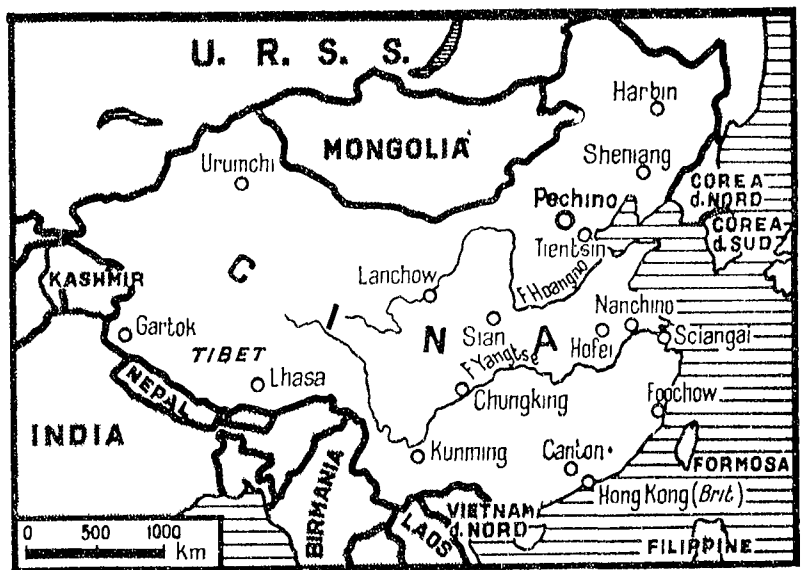 U. R. S. S.
Harbin
MONGOLIA
Urumchi
Shenìang
Pechino
COREA
d. NORD
COREA
d. SUD
Tientsin
C I N A
KASHMIR
Lanchow
F. Hoangno
Nanchino
Gartok
Sian
Hofei
Sciangai
TIBET
F. Yangtse
NEPAL
Lhasa
Chungking
Foochow
INDIA
Kunming
Canton
FORMOSA
Hong Kong (Brit)
BIRMANIA
VIETNAM
d. NORD
LAOS
0 500 1000
Km
FILIPPINE